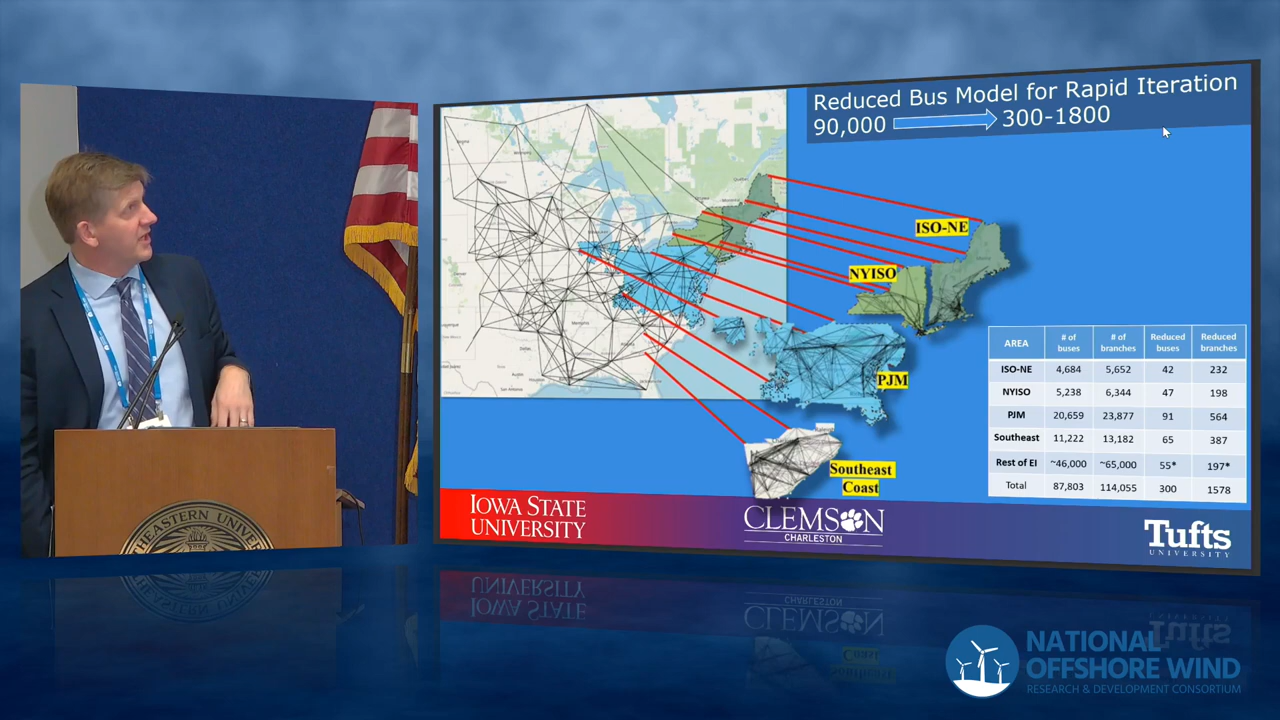 Reduced Bus Model for Rapid Iteration
90,000 300-1800
ISO-NE
NYISO
PJM
Southeast
Coast
AREA # of buses # of branches Reduced buses Reduced branches
ISO-NE 4,684 5,652 42 232
NYISO 5,238 6,344 47 198
PJM 20,659 23,877 91 564
Southeast 11,222 13,182 65 387
Rest of EI ~46,000 ~65,000 55* 197*
Total 87,803 114,055 300 1578
IOWA STATE
UNIVERSITY
CLEMSON
CHARLESTON
Tufts
UNIVERSITY
NATIONAL
OFFSHORE WIND
RESEARCH & DEVELOPMENT CONSORTIUM